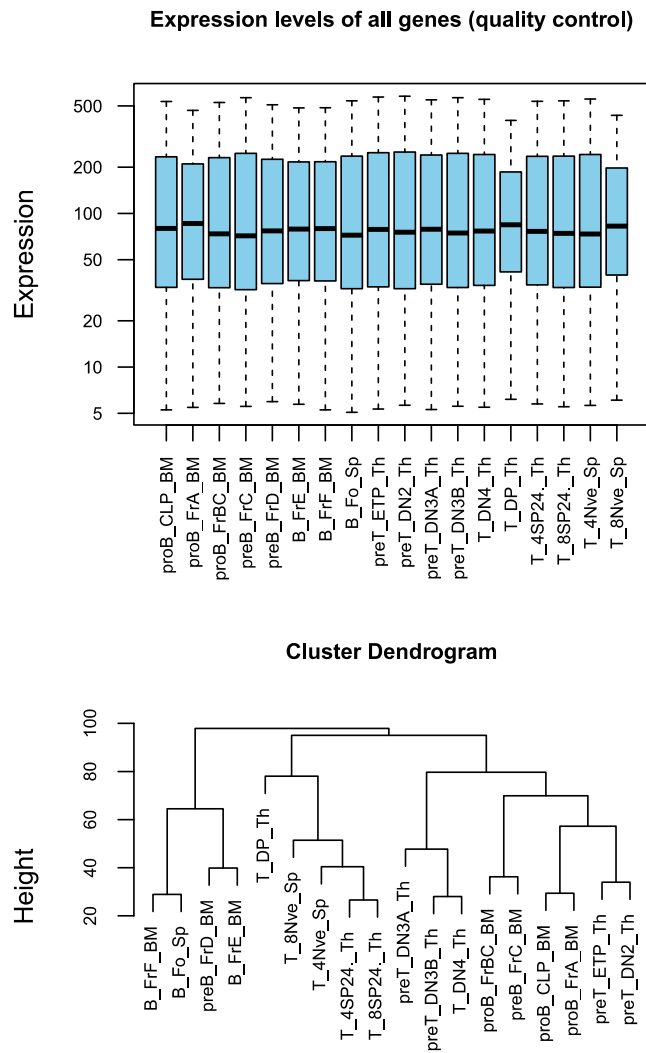 Expression levels of all genes (quality control)
Expression
500
200
100
50
20
10
5
proB_CLP_BM
proB_FrA_BM
proB_FrBC_BM
preB_FrC_BM
preB_FrD_BM
B_FrE_BM
B_FrF_BM
B_Fo_Sp
preT_ETP_Th
preT_DN2_Th
preT_DN3A_Th
preT_DN3B_Th
T_DN4_Th
T_DP_Th
T_4SP24._Th
T_8SP24._Th
T_4Nve_Sp
T_8Nve_Sp
Cluster Dendrogram
Height
100
80
60
40
20
B_FrF_BM
B_Fo_Sp
preB_FrD_BM
B_FrE_BM
T_DP_Th
T_8Nve_Sp
T_4Nve_Sp
T_4SP24._Th
T_8SP24._Th
preT_DN3A_Th
preT_DN3B_Th
T_DN4_Th
proB_FrBC_BM
preB_FrC_BM
proB_CLP_BM
proB_FrA_BM
preT_ETP_Th
preT_DN2_Th